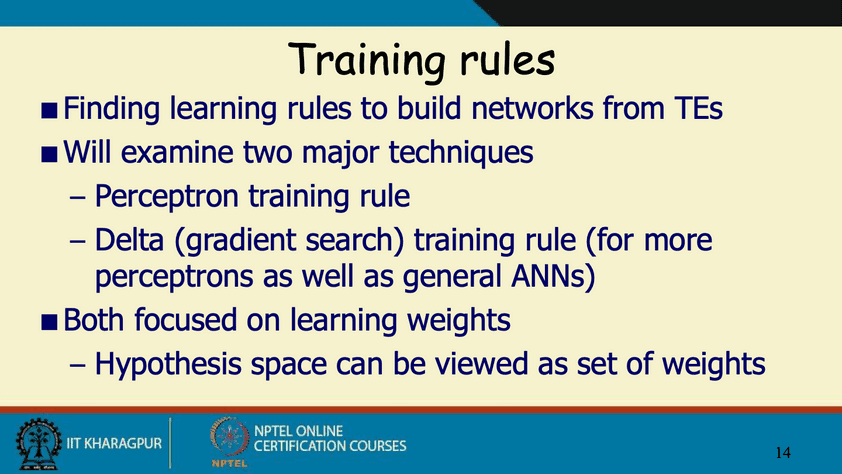 Training rules
Finding learning rules to build networks from TEs
Will examine two major techniques
– Perceptron training rule
– Delta (gradient search) training rule (for more
perceptrons as well as general ANNs)
Both focused on learning weights
– Hypothesis space can be viewed as set of weights
IIT KHARAGPUR
NPTEL
NPTEL ONLINE
CERTIFICATION COURSES
14